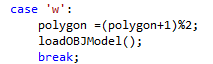 case 'w':
polygon =(polygon+1)%2;
loadOBJModel();
break;